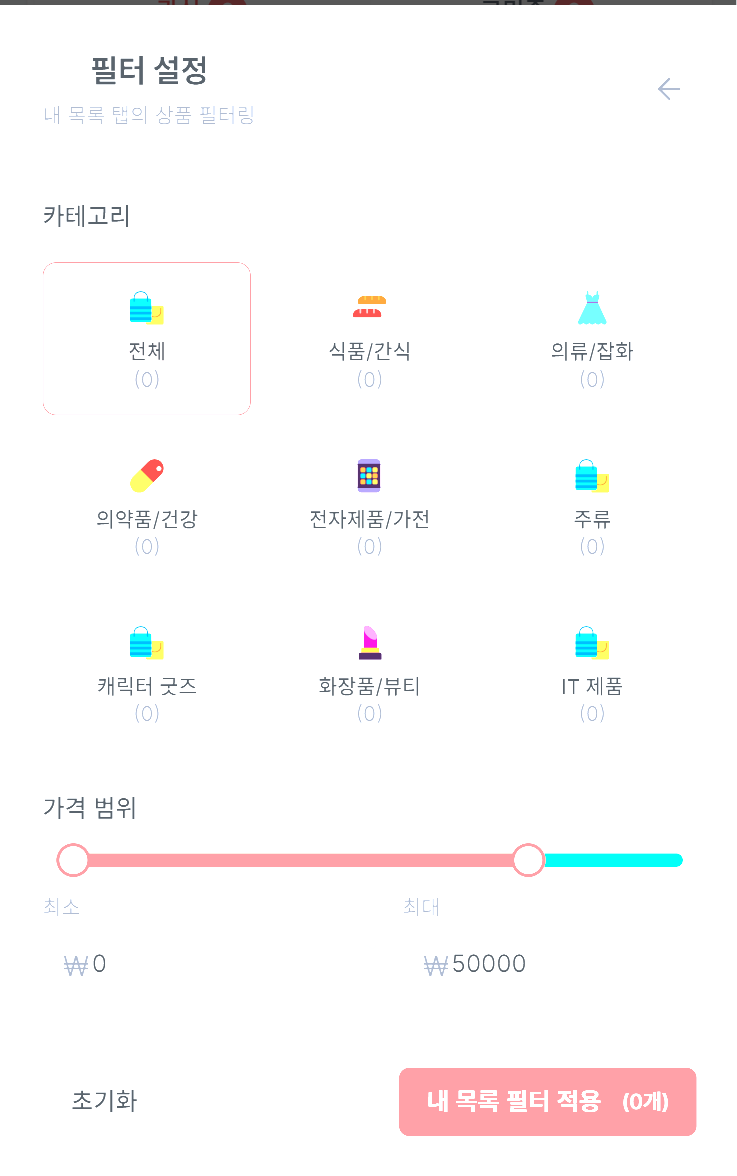 필터 설정
내 목록 탭의 상품 필터링
카테고리
전체
(0)
식품/간식
(0)
의류/잡화
(0)
의약품/건강
(0)
전자제품/가전
(0)
주류
(0)
캐릭터 굿즈
(0)
화장품/뷰티
(0)
IT 제품
(0)
가격 범위
최소
최대
₩0
₩50000
초기화
내 목록 필터 적용 (0개)